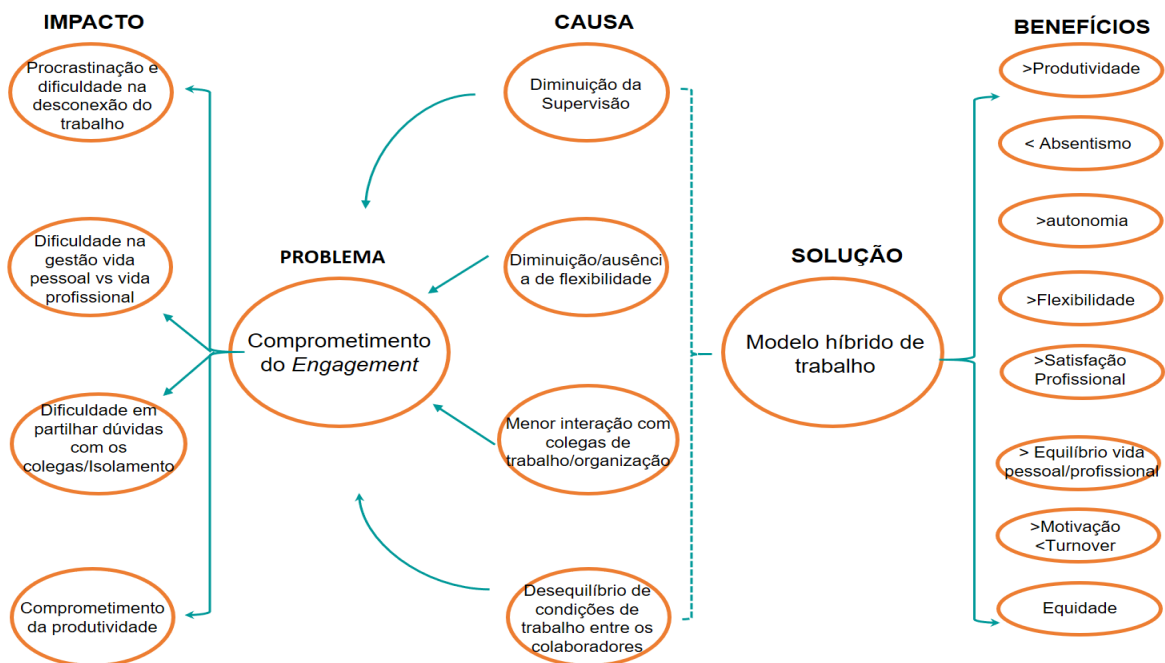 IMPACTO
Procrastinação e
dificuldade na
desconexão do
trabalho
Dificuldade na
gestão vida
pessoal vs vida
profissional
Dificuldade em
partilhar dúvidas
com os
colegas/Isolamento
Comprometimento
da produtividade
PROBLEMA
Comprometimento
do Engagement
CAUSA
Diminuição da
Supervisão
Diminuição/ausênci
a de flexibilidade
Menor interação com
colegas de
trabalho/organização
Desequilíbrio de
condições de
trabalho entre os
colaboradores
SOLUÇÃO
Modelo híbrido de
trabalho
BENEFÍCIOS
>Produtividade
< Absentismo
>autonomia
>Flexibilidade
>Satisfação
Profissional
> Equilíbrio vida
pessoal/profissional
>Motivação
<Turnover
Equidade